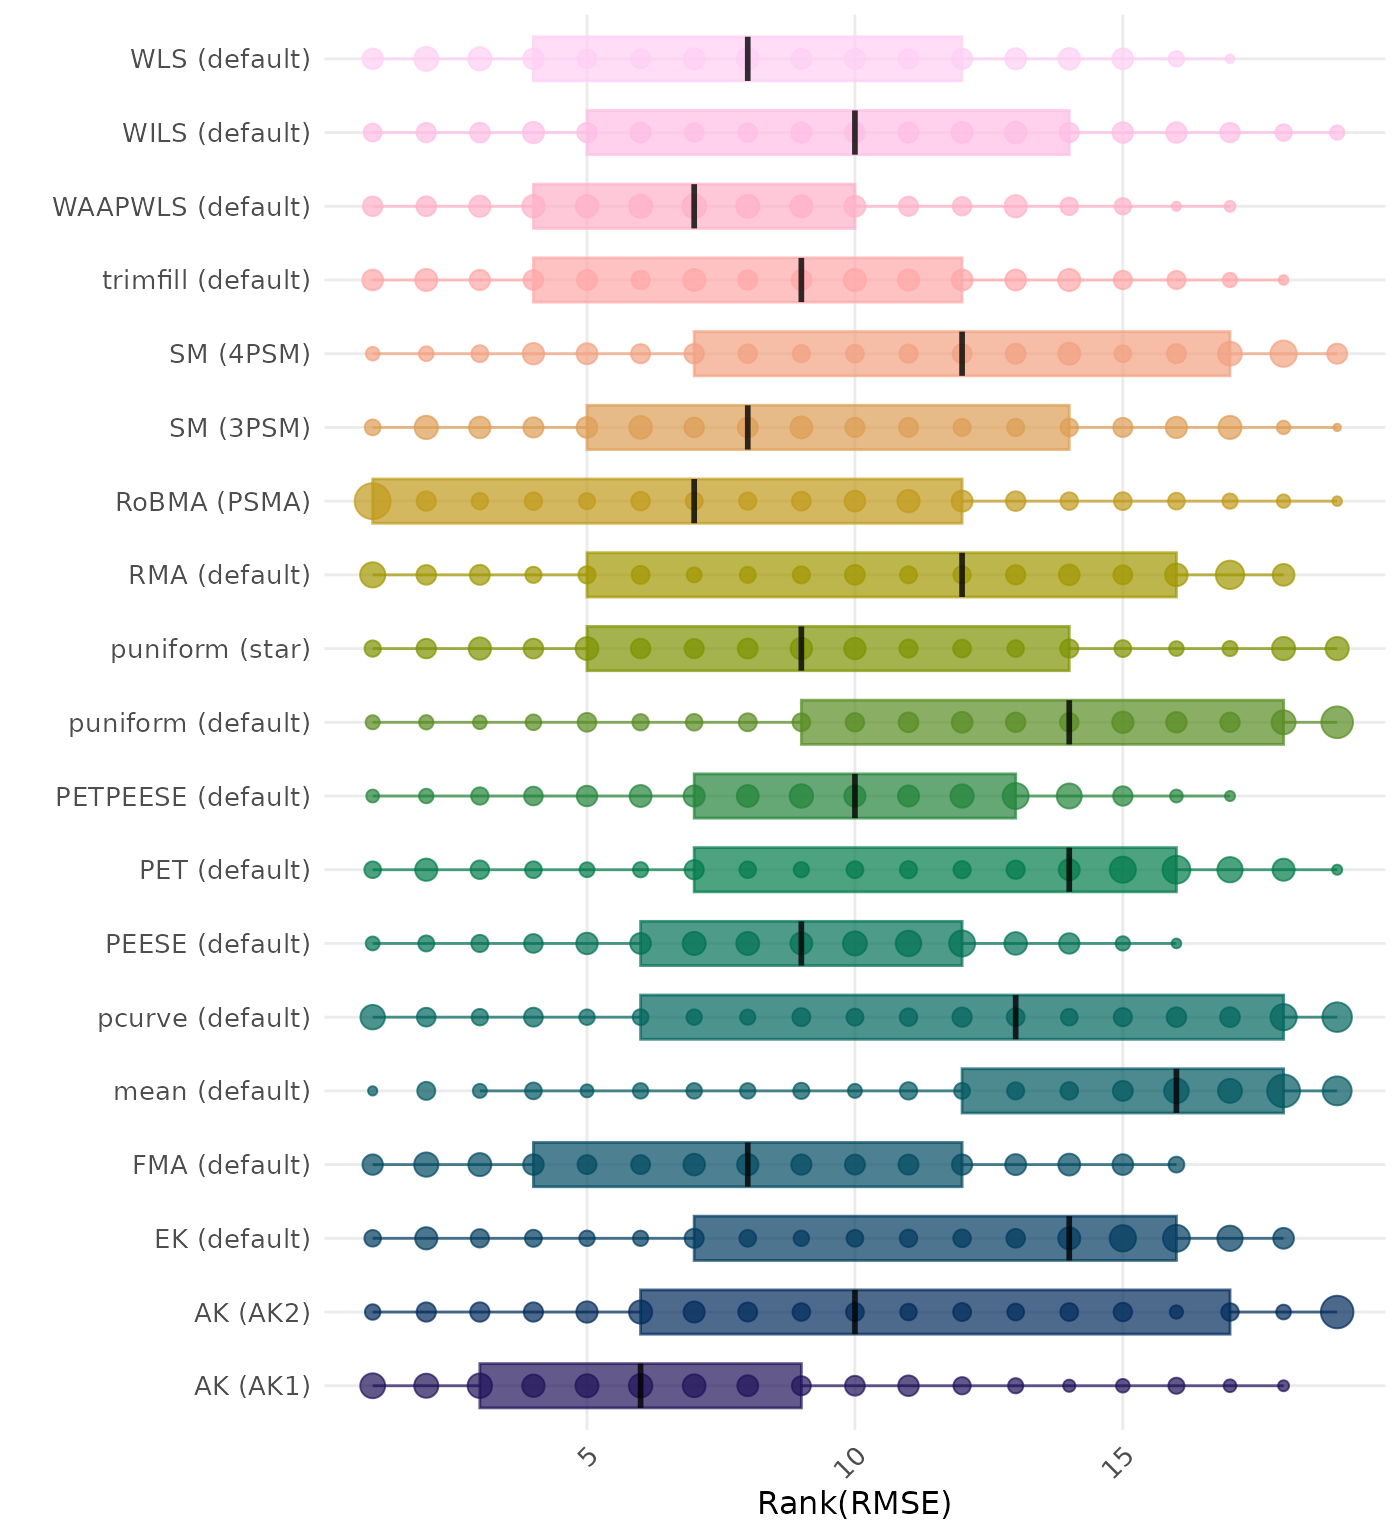 WLS (default)
WILS (default)
WAAPWLS (default)
trimfill (default)
SM (4PSM)
SM (3PSM)
RoBMA (PSMA)
RMA (default)
puniform (star)
puniform (default)
PETPEESE (default)
PET (default)
PEESE (default)
pcurve (default)
mean (default)
FMA (default)
EK (default)
AK (AK2)
AK (AK1)
5
10
15
Rank(RMSE)